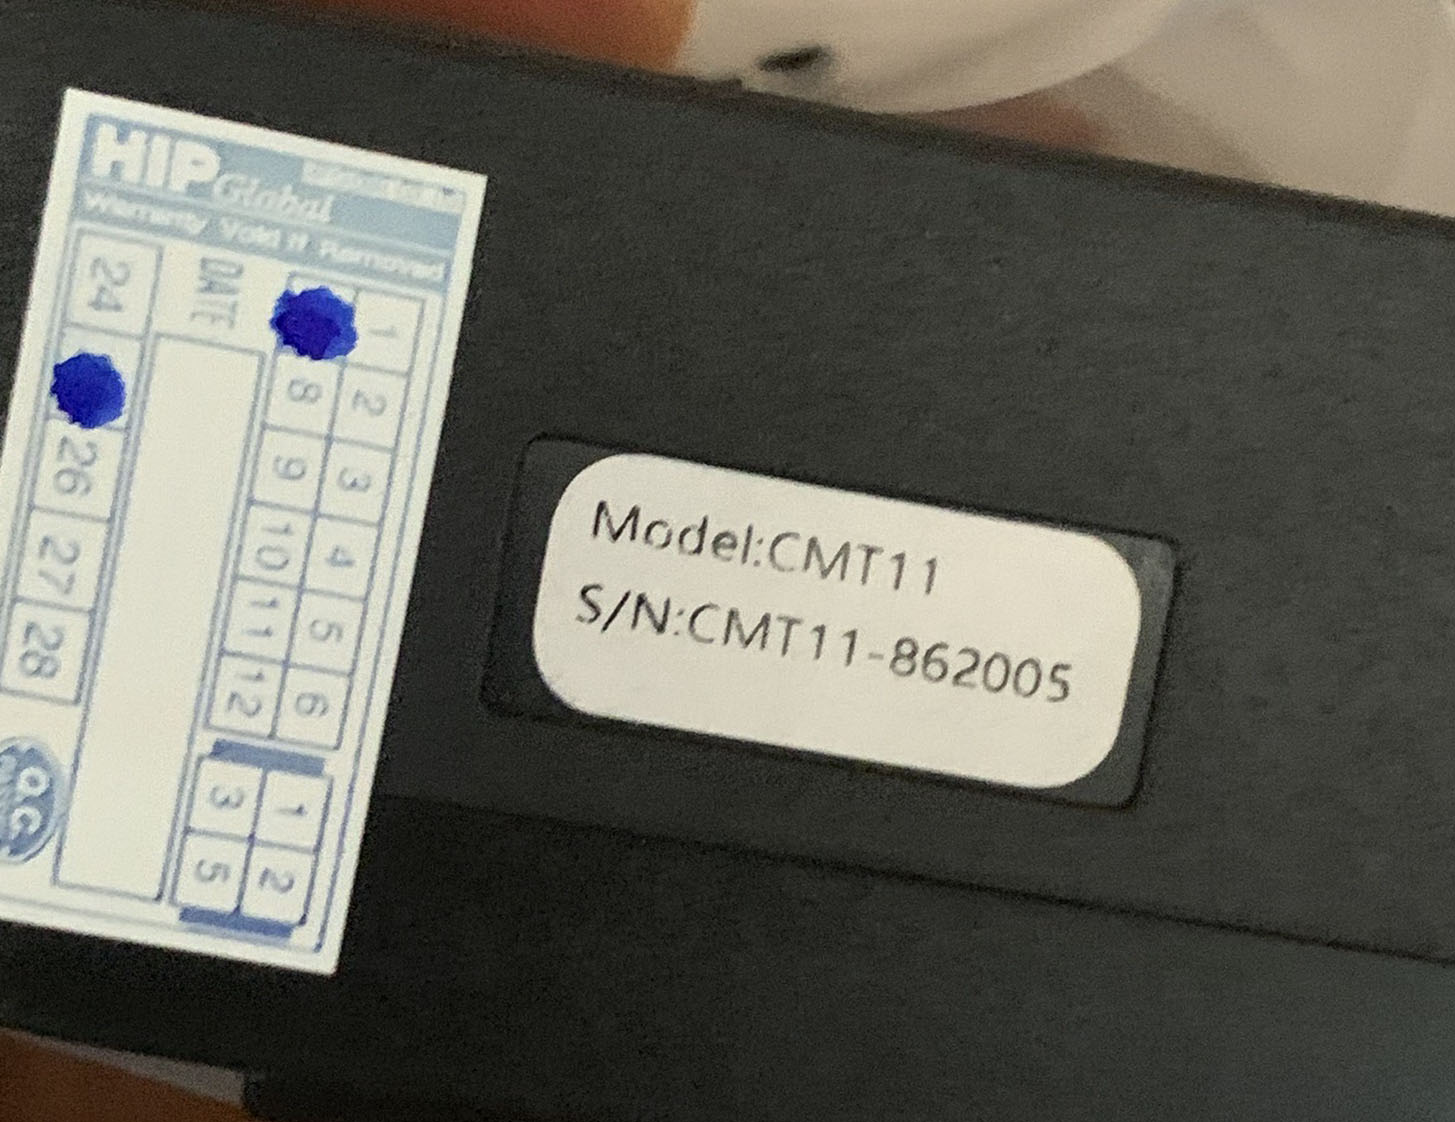 HIP Global
Warranty Void If Removed
DATE
1 2 3 4 5 6
8 9 10 11 12
1 2
3 5
24 26 27 28
QC
Model:CMT11
S/N:CMT11-862005